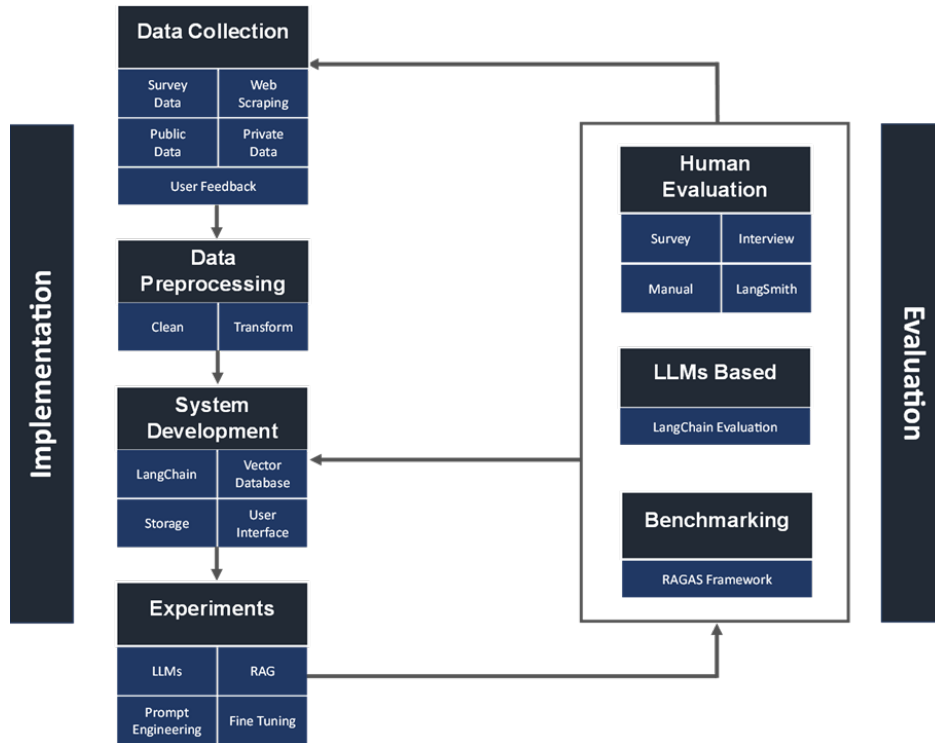 Implementation
Data Collection
Survey
Data
Web
Scraping
Public
Data
Private
Data
User Feedback
Data
Preprocessing
Clean
Transform
System
Development
LangChain
Vector
Database
Storage
User
Interface
Experiments
LLMs
RAG
Prompt
Engineering
Fine Tuning
Human
Evaluation
Survey
Interview
Manual
LangSmith
LLMs Based
LangChain Evaluation
Benchmarking
RAGAS Framework
Evaluation